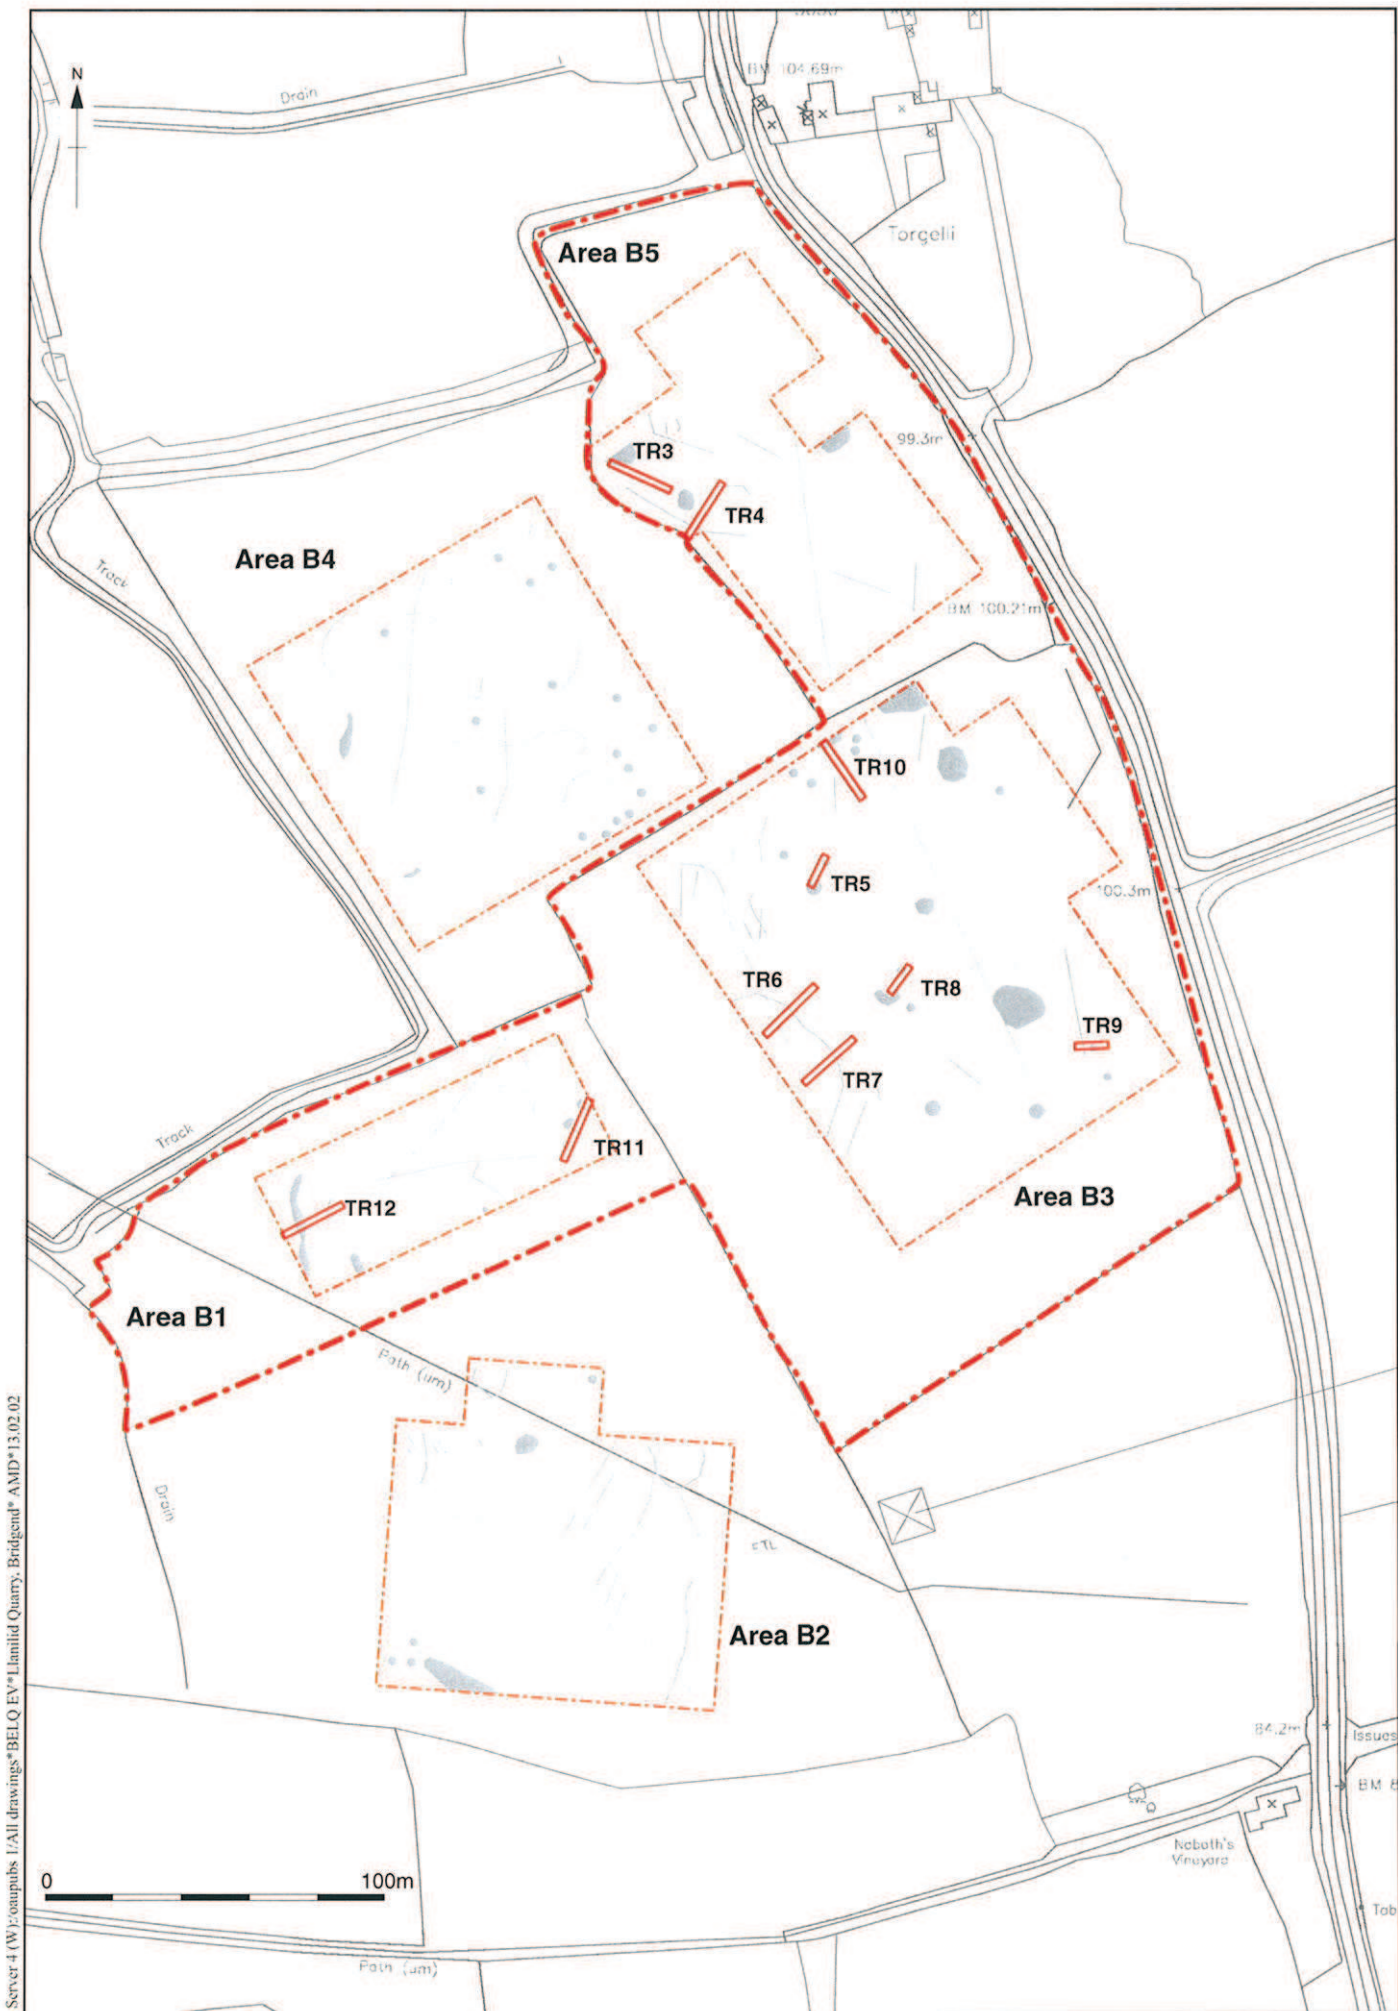 BM 104.69m
N
Drain
Torgelli
Area B5
99.3m
TR3
TR4
Area B4
Track
BM 100.21m
TR10
TR5
100.3m
TR6
TR8
TR9
TR7
Track
TR11
TR12
Area B3
Area B1
Path (um)
Drain
ETL
Area B2
84.2m
Issues
BM 8
Naboth's
Vineyard
0 100m
Tab
Path (um)
Server 4 (W):/oaupubs 1/All drawings*BELQ EV*Llanilid Quarry, Bridgend* AMD*13.02.02